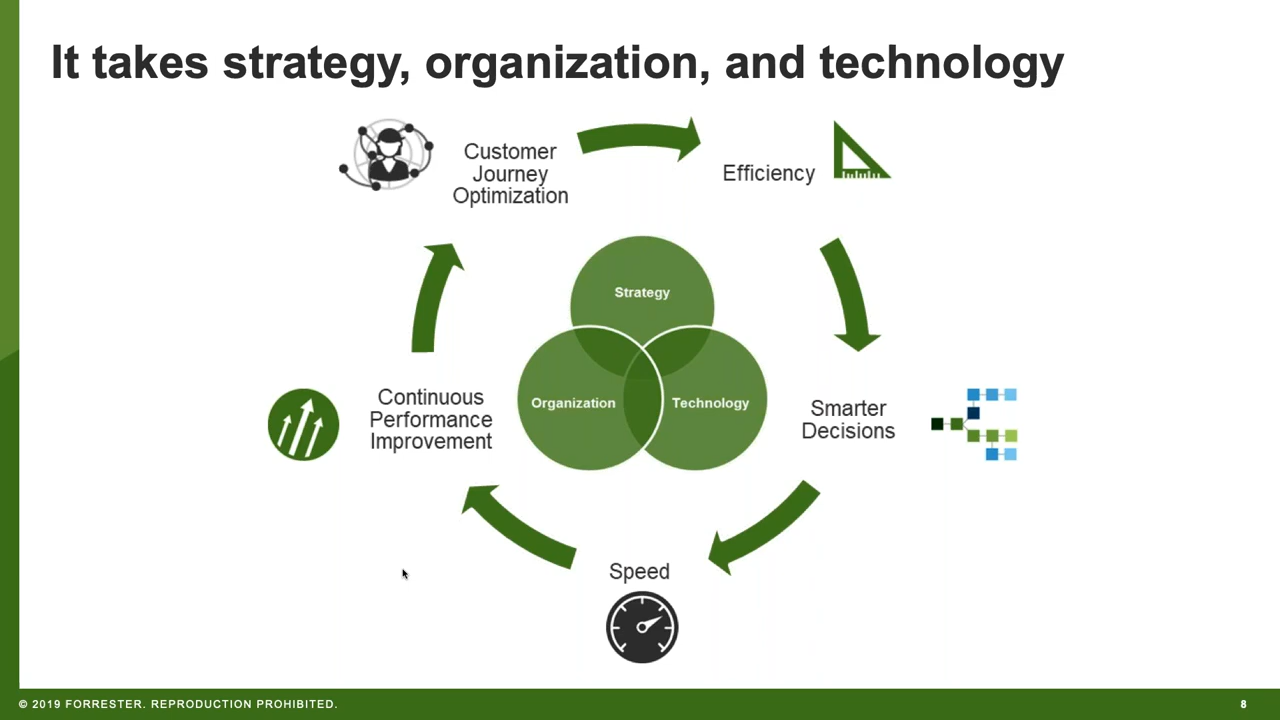 It takes strategy, organization, and technology
Customer
Journey
Optimization
Efficiency
Strategy
Organization
Technology
Continuous
Performance
Improvement
Smarter
Decisions
Speed
© 2019 FORRESTER. REPRODUCTION PROHIBITED.
8